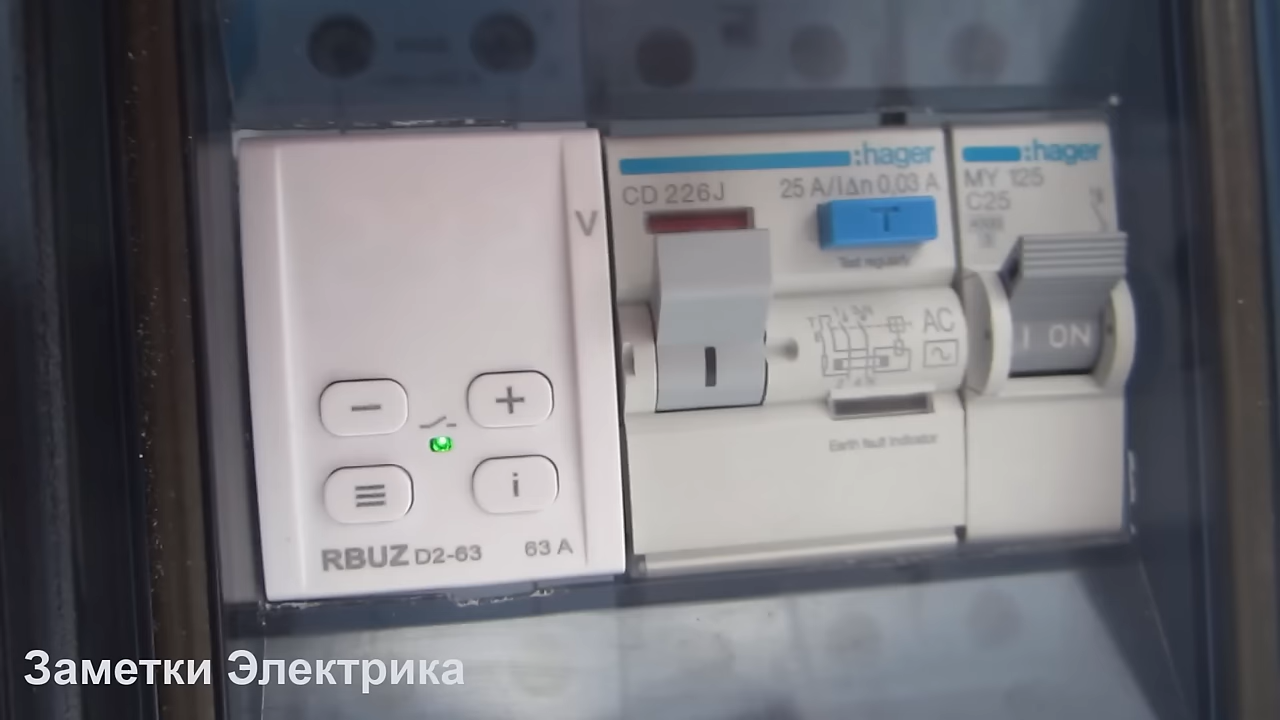 :hager
CD 226J
25 A/IΔn 0,03 A
T
Test regularly
AC
Earth fault indicator
:hager
MY 125
C25
I ON
V
− +
i
RBUZ D2-63 63 A
Заметки Электрика